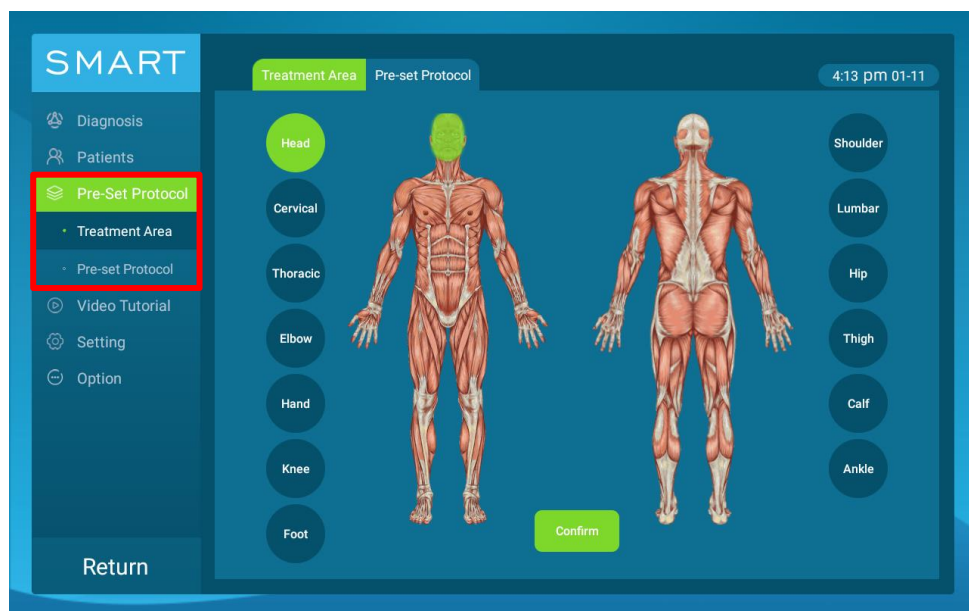 SMART
Diagnosis
Patients
Pre-Set Protocol
Treatment Area
Pre-set Protocol
Video Tutorial
Setting
Option
Return
Treatment Area
Pre-set Protocol
4:13 pm 01-11
Head
Cervical
Thoracic
Elbow
Hand
Knee
Foot
Shoulder
Lumbar
Hip
Thigh
Calf
Ankle
Confirm